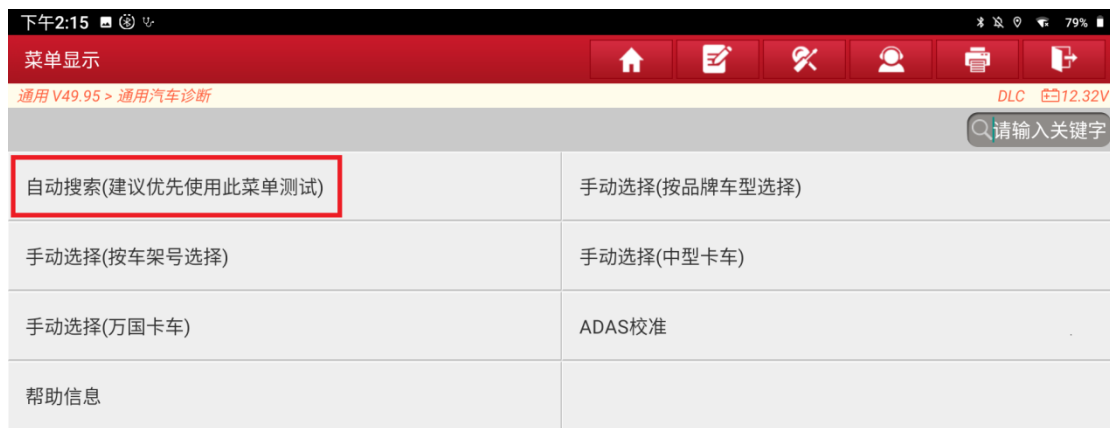 下午2:15
79%
菜单显示
通用 V49.95 > 通用汽车诊断
DLC 12.32V
请输入关键字
自动搜索(建议优先使用此菜单测试)
手动选择(按品牌车型选择)
手动选择(按车架号选择)
手动选择(中型卡车)
手动选择(万国卡车)
ADAS校准
帮助信息